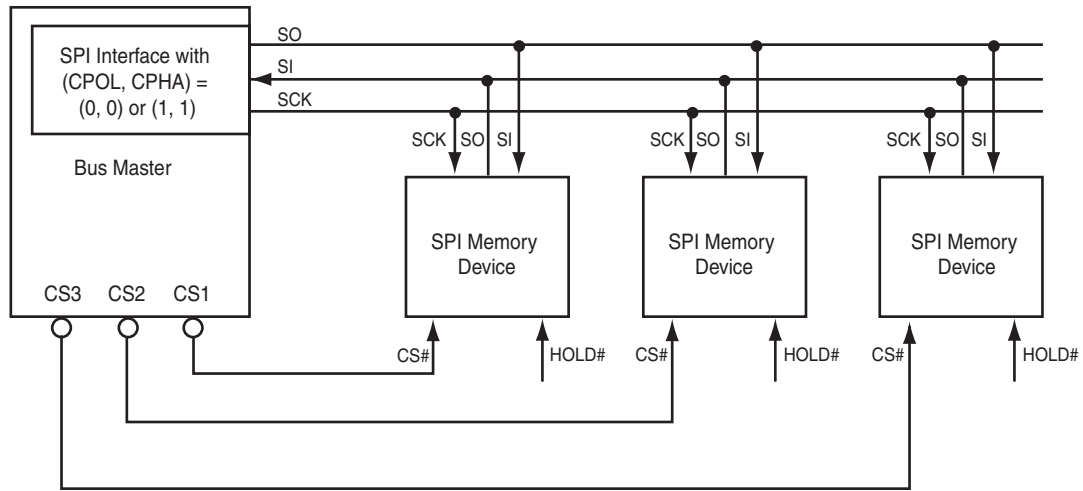 SPI Interface with
(CPOL, CPHA) =
(0, 0) or (1, 1)
Bus Master
SO
SI
SCK
SCK SO SI
SCK SO SI
SCK SO SI
SPI Memory
Device
SPI Memory
Device
SPI Memory
Device
CS3 CS2 CS1
CS# HOLD#
CS# HOLD#
CS# HOLD#